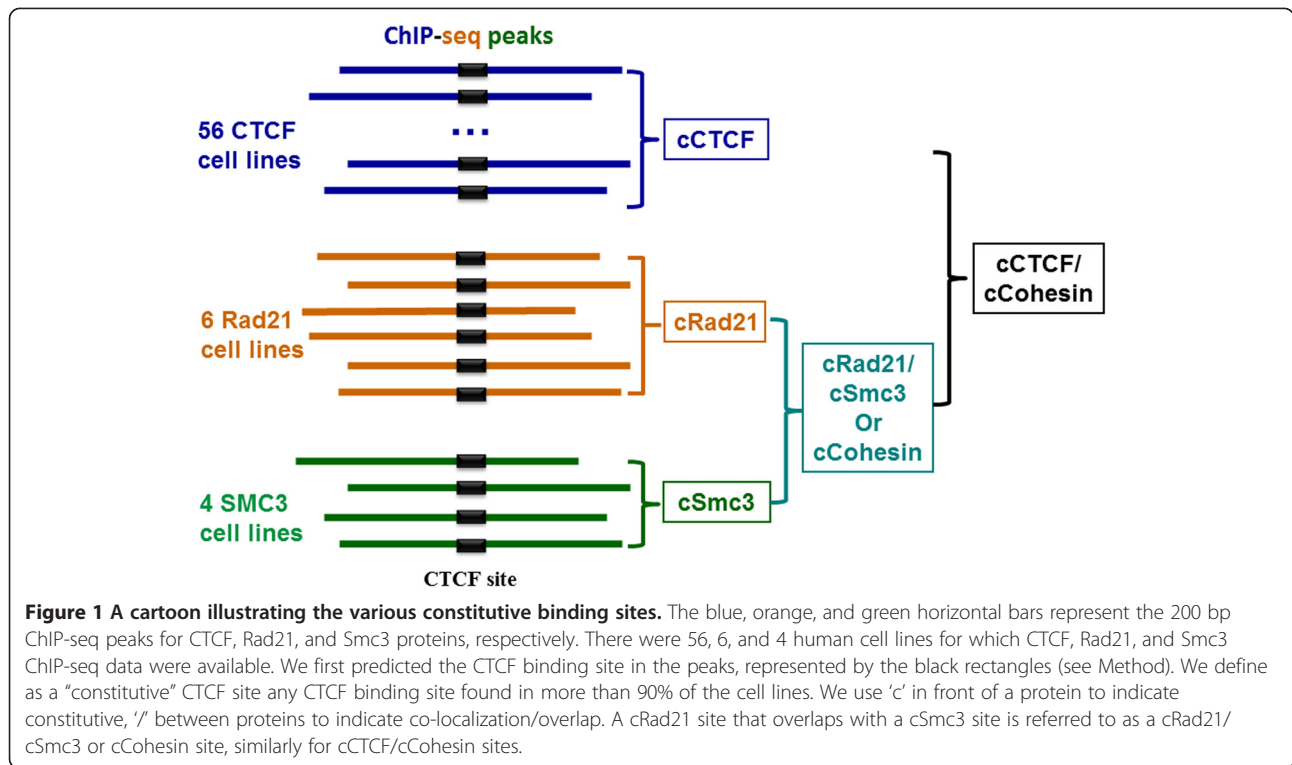 ChIP-seq peaks
56 CTCF
cell lines
...
cCTCF
6 Rad21
cell lines
cRad21
cCTCF/
cCohesin
cRad21/
cSmc3
Or
cCohesin
4 SMC3
cell lines
cSmc3
CTCF site
Figure 1 A cartoon illustrating the various constitutive binding sites. The blue, orange, and green horizontal bars represent the 200 bp
ChIP-seq peaks for CTCF, Rad21, and Smc3 proteins, respectively. There were 56, 6, and 4 human cell lines for which CTCF, Rad21, and Smc3
ChIP-seq data were available. We first predicted the CTCF binding site in the peaks, represented by the black rectangles (see Method). We define
as a “constitutive” CTCF site any CTCF binding site found in more than 90% of the cell lines. We use ‘c’ in front of a protein to indicate
constitutive, ‘/’ between proteins to indicate co-localization/overlap. A cRad21 site that overlaps with a cSmc3 site is referred to as a cRad21/
cSmc3 or cCohesin site, similarly for cCTCF/cCohesin sites.